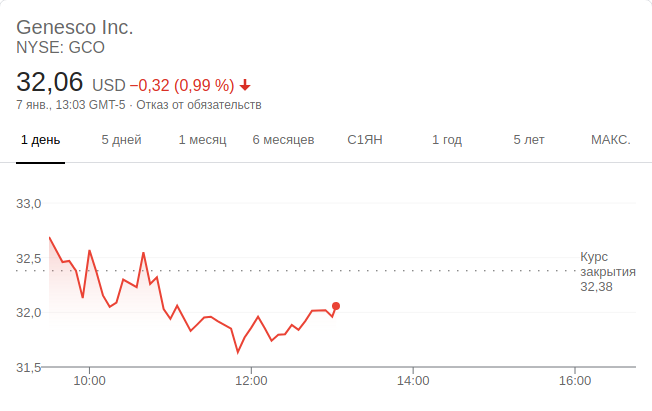 Genesco Inc.
NYSE: GCO
32,06 USD −0,32 (0,99 %)
7 янв., 13:03 GMT-5 · Отказ от обязательств
1 день 5 дней 1 месяц 6 месяцев С1ЯН 1 год 5 лет МАКС.
33,0
32,5
32,0
31,5
Курс
закрытия
32,38
10:00 12:00 14:00 16:00